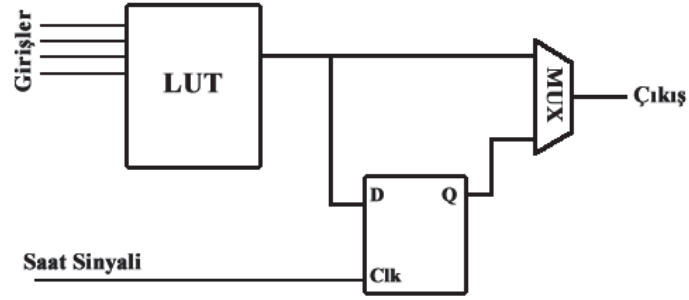 Girişler
LUT
MUX
Çıkış
D
Q
Saat Sinyali
Clk